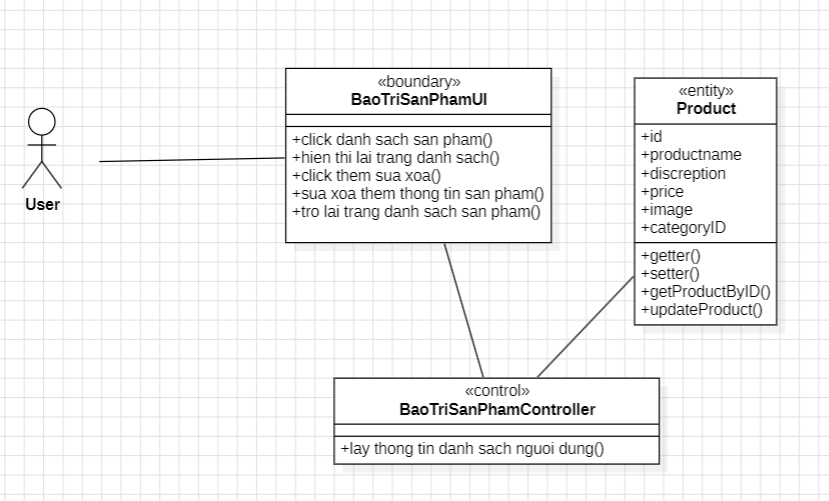 User
«boundary»
BaoTriSanPhamUI
+click danh sach san pham()
+hien thi lai trang danh sach()
+click them sua xoa()
+sua xoa them thong tin san pham()
+tro lai trang danh sach san pham()
«entity»
Product
+id
+productname
+discreption
+price
+image
+categoryID
+getter()
+setter()
+getProductByID()
+updateProduct()
«control»
BaoTriSanPhamController
+lay thong tin danh sach nguoi dung()